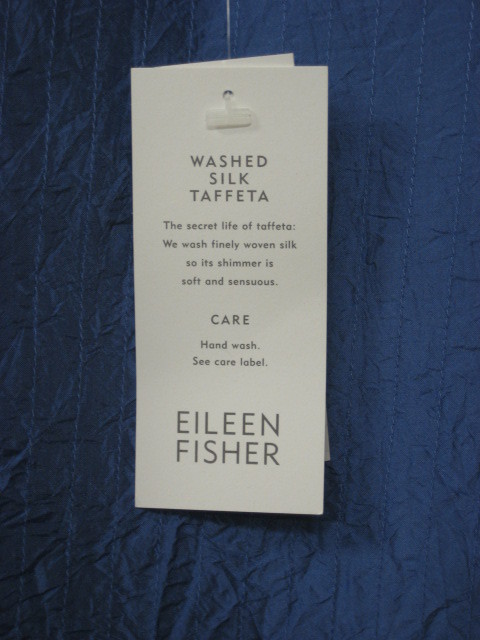 WASHED
SILK
TAFFETA
The secret life of taffeta:
We wash finely woven silk
so its shimmer is
soft and sensuous.
CARE
Hand wash.
See care label.
EILEEN
FISHER